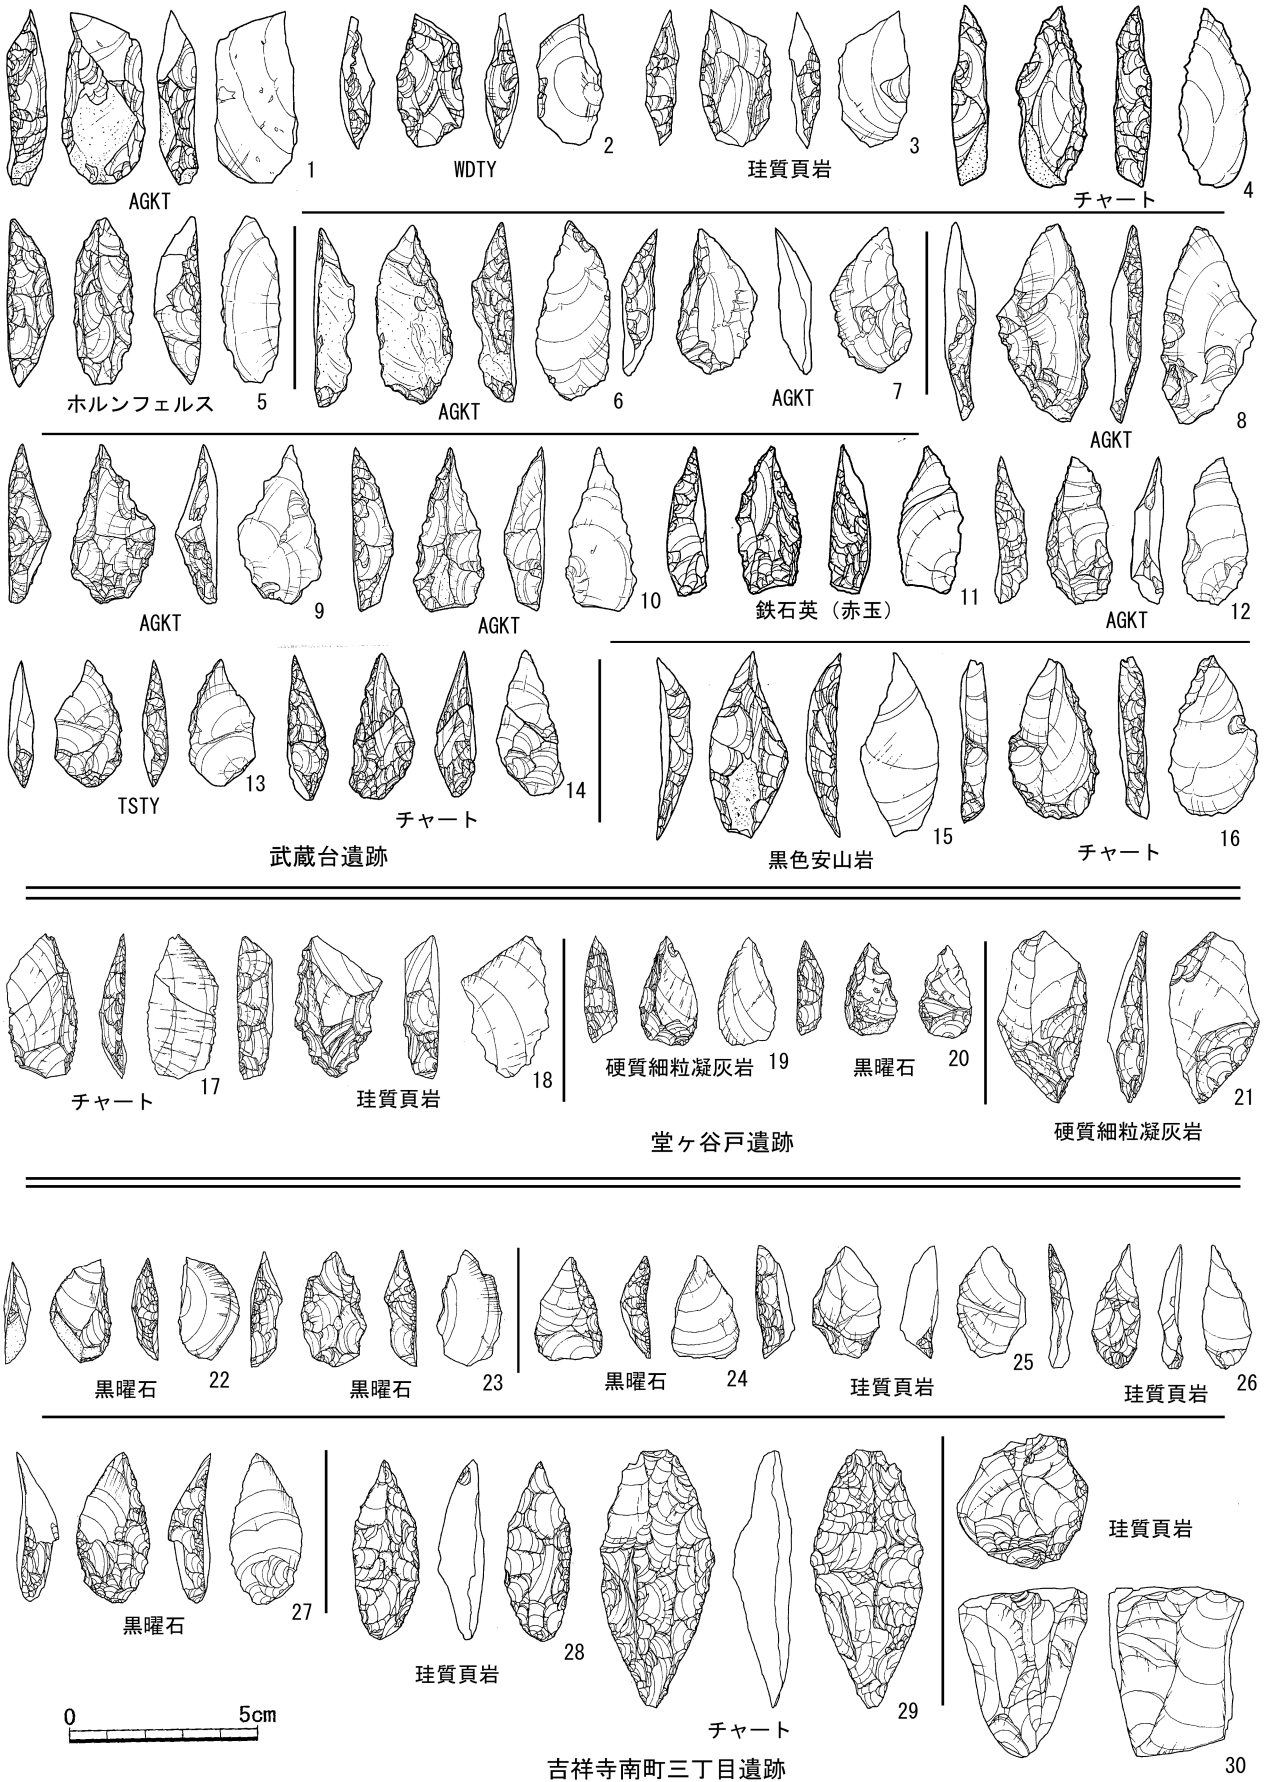 1
AGKT
2
WDTY
3
珪質頁岩
4
チャート
5
ホルンフェルス
6
AGKT
7
AGKT
8
AGKT
9
AGKT
10
AGKT
11
鉄石英（赤玉）
12
AGKT
13
TSTY
14
チャート
15
黒色安山岩
16
チャート
武蔵台遺跡
17
チャート
18
珪質頁岩
19
硬質細粒凝灰岩
20
黒曜石
21
硬質細粒凝灰岩
堂ヶ谷戸遺跡
22
黒曜石
23
黒曜石
24
黒曜石
25
珪質頁岩
26
珪質頁岩
27
黒曜石
28
珪質頁岩
29
チャート
珪質頁岩
30
0 5cm
吉祥寺南町三丁目遺跡